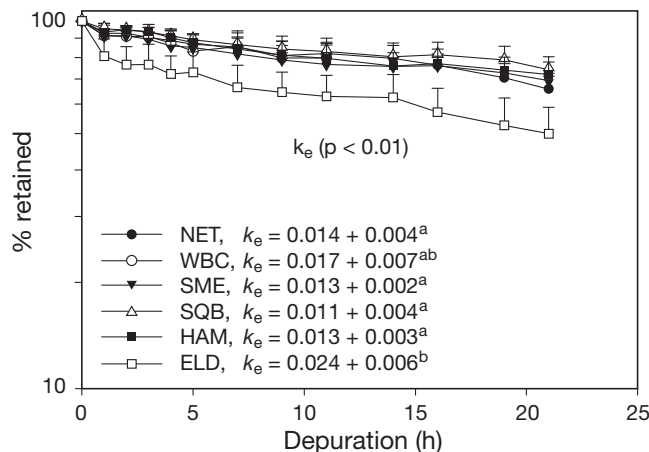 100
% retained
10
k_e (p < 0.01)
NET, k_e = 0.014 + 0.004^a
WBC, k_e = 0.017 + 0.007^ab
SME, k_e = 0.013 + 0.002^a
SQB, k_e = 0.011 + 0.004^a
HAM, k_e = 0.013 + 0.003^a
ELD, k_e = 0.024 + 0.006^b
0 5 10 15 20 25
Depuration (h)